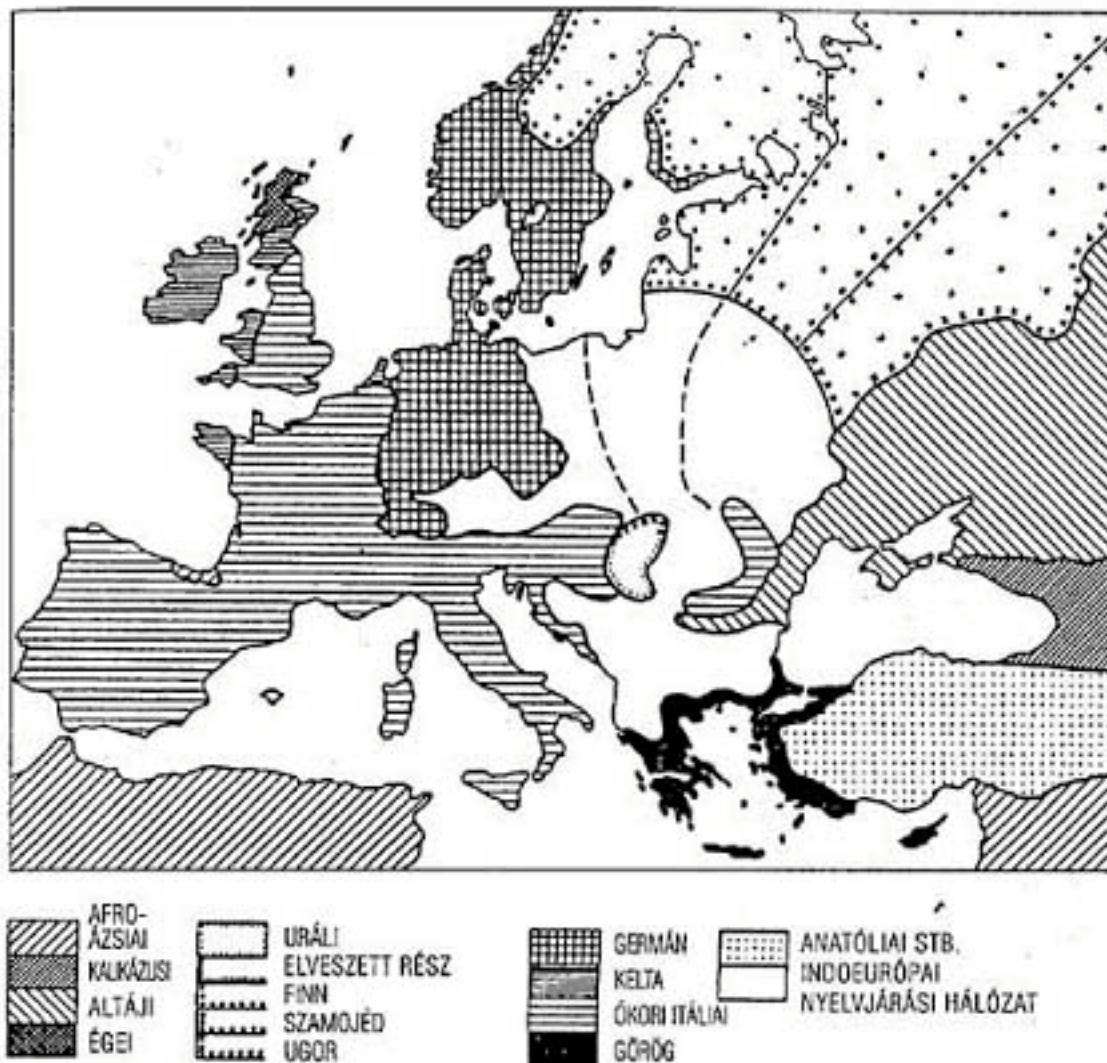 AFRO-
ÁZSIAI
KAUKÁZUSI
ALTÁJI
ÉGEI
URÁLI
ELVESZETT RÉSZ
FINN
SZAMOJÉD
UGOR
GERMÁN
KELTA
ÓKORI ITÁLIAI
GÖRÖG
ANATÓLIAI STB.
INDOEURÓPAI
NYELVJÁRÁSI HÁLÓZAT